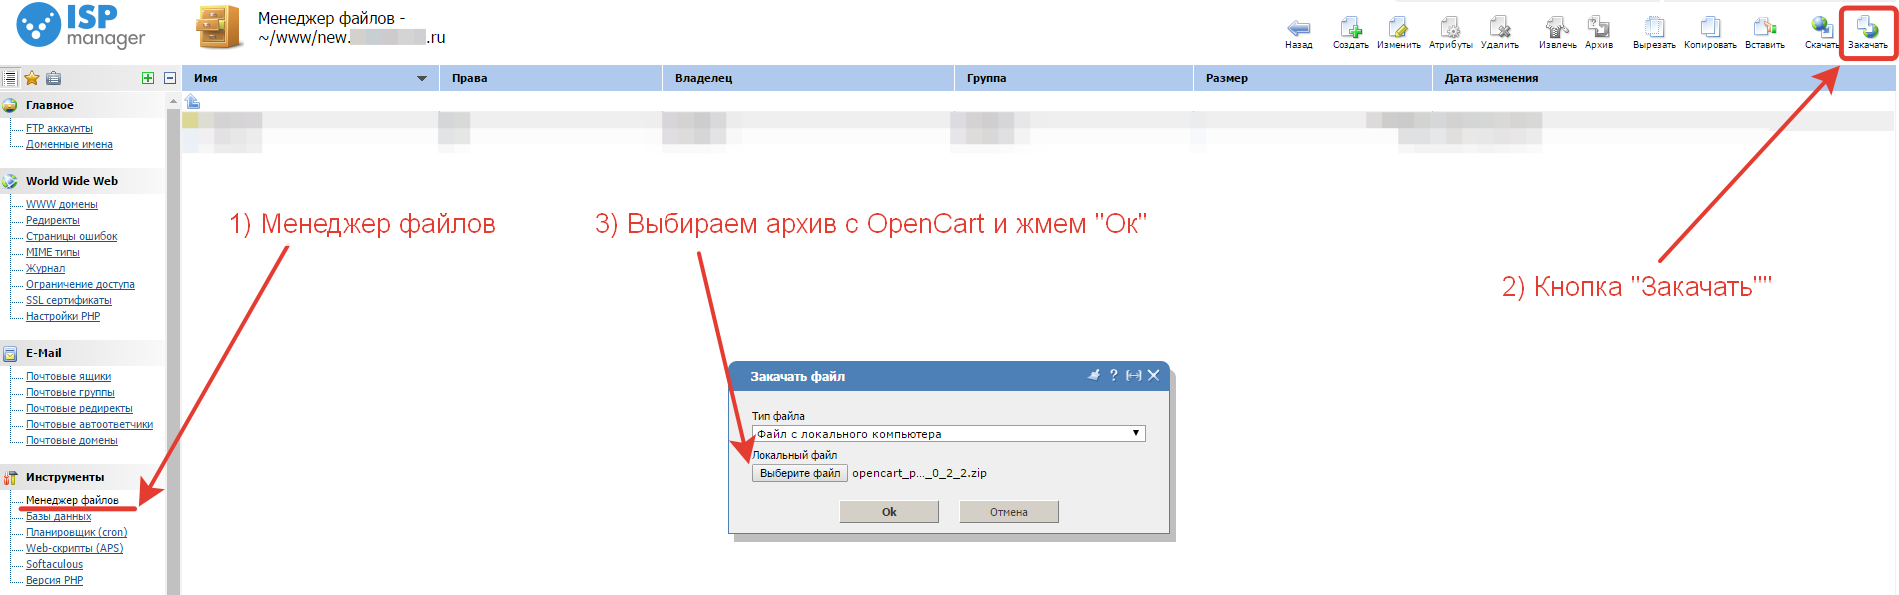 ISP
manager
Менеджер файлов -
~/www/new. .ru
Назад Создать Изменить Атрибуты Удалить Извлечь Архив Вырезать Копировать Вставить Скачать Закачать
Имя Права Владелец Группа Размер Дата изменения
Главное
FTP аккаунты
Доменные имена
World Wide Web
WWW домены
Редиректы
Страницы ошибок
MIME типы
Журнал
Ограничение доступа
SSL сертификаты
Настройки PHP
E-Mail
Почтовые ящики
Почтовые группы
Почтовые редиректы
Почтовые автоответчики
Почтовые домены
Инструменты
Менеджер файлов
Базы данных
Планировщик (cron)
Web-скрипты (APS)
Softaculous
Версия PHP
1) Менеджер файлов
3) Выбираем архив с OpenCart и жмем "Ок"
2) Кнопка "Закачать""
Закачать файл
Тип файла
Файл с локального компьютера
Локальный файл
Выберите файл opencart_p..._0_2_2.zip
Ok Отмена